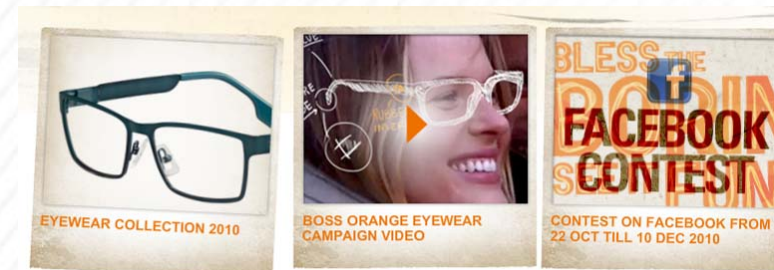 EYEWEAR COLLECTION 2010
BOSS ORANGE EYEWEAR
CAMPAIGN VIDEO
BLESS THE
f
FACEBOOK
CONTEST
CONTEST ON FACEBOOK FROM
22 OCT TILL 10 DEC 2010